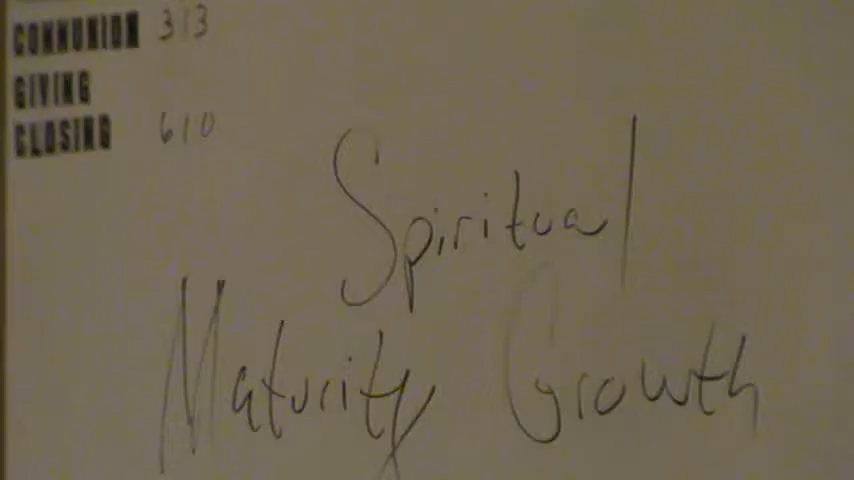 COMMUNION 313
GIVING
CLOSING 610
Spiritual
Maturity Growth